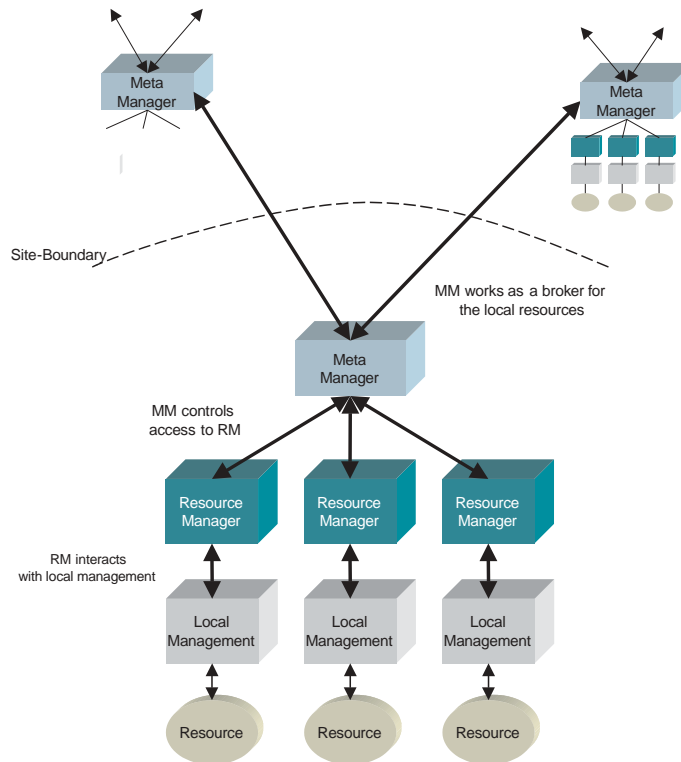 Meta
Manager
Meta
Manager
Site-Boundary
MM works as a broker for
the local resources
Meta
Manager
MM controls
access to RM
Resource
Manager
Resource
Manager
Resource
Manager
RM interacts
with local management
Local
Management
Local
Management
Local
Management
Resource
Resource
Resource